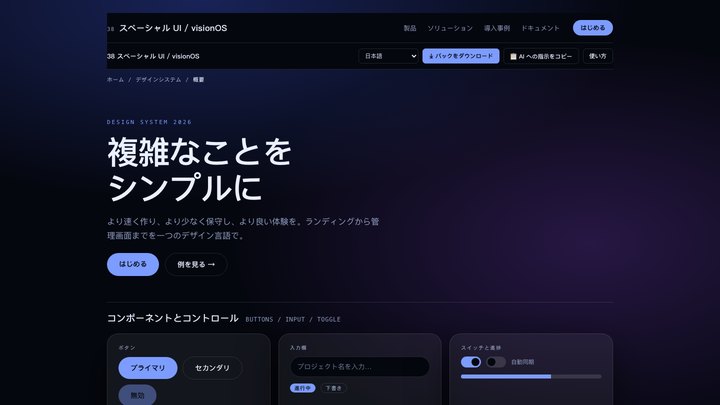 38 スペーシャル UI / visionOS
製品 ソリューション 導入事例 ドキュメント はじめる
38 スペーシャル UI / visionOS
日本語 ⤓ パックをダウンロード 📋 AI への指示をコピー 使い方
ホーム / デザインシステム / 概要
DESIGN SYSTEM 2026
複雑なことを
シンプルに
より速く作り、より少なく保守し、より良い体験を。ランディングから管
理画面までを一つのデザイン言語で。
はじめる 例を見る →
コンポーネントとコントロール BUTTONS / INPUT / TOGGLE
ボタン
プライマリ セカンダリ
無効
入力欄
プロジェクト名を入力…
進行中 下書き
スイッチと進捗
自動同期